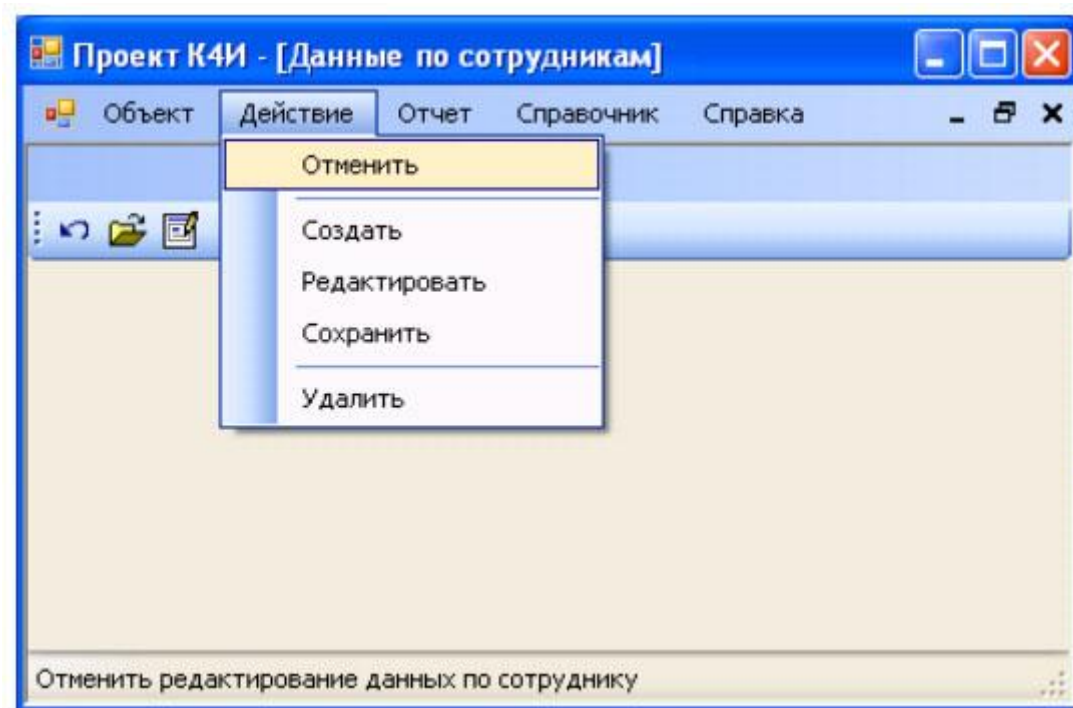 Проект К4И - [Данные по сотрудникам]
Объект Действие Отчет Справочник Справка
Отменить
Создать
Редактировать
Сохранить
Удалить
Отменить редактирование данных по сотруднику